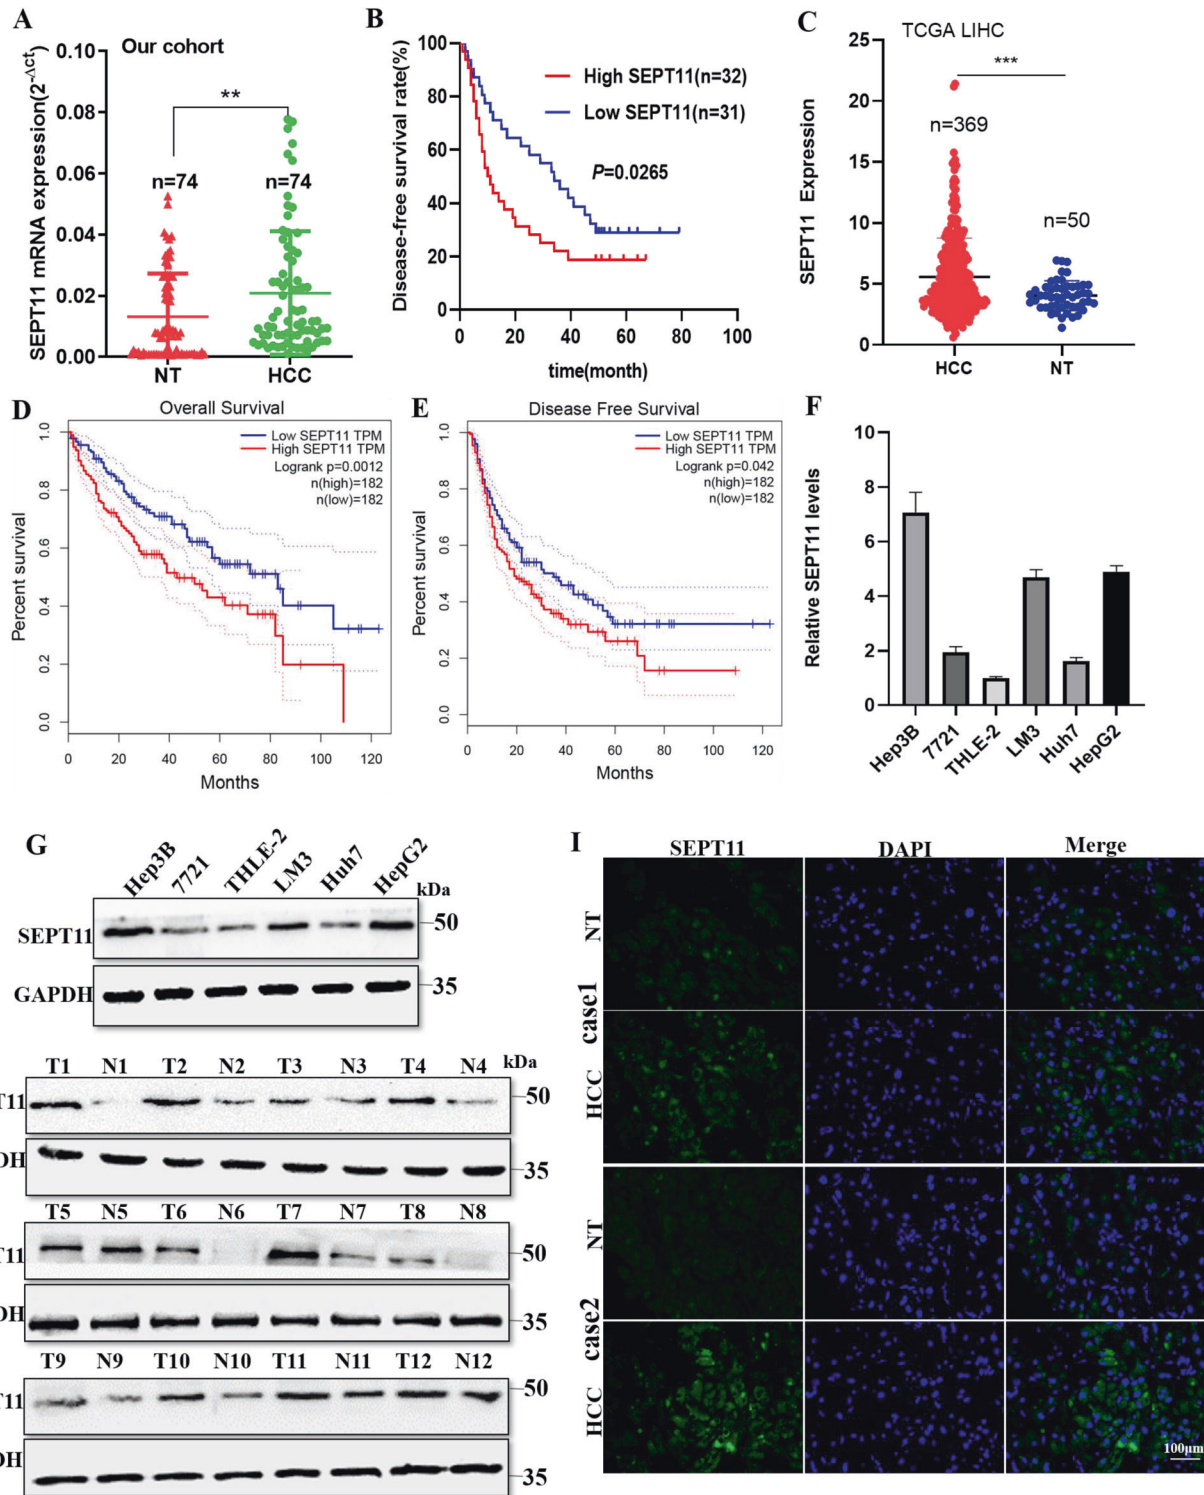 A
Our cohort
SEPT11 mRNA expression(2^-Δct)
0.10
0.08
0.06
0.04
0.02
0.00
**
n=74
n=74
NT
HCC
B
Disease-free survival rate(%)
100
80
60
40
20
0
High SEPT11(n=32)
Low SEPT11(n=31)
P=0.0265
0
20
40
60
80
100
time(month)
C
TCGA LIHC
SEPT11 Expression
25
20
15
10
5
0
***
n=369
n=50
HCC
NT
D
Overall Survival
Percent survival
1.0
0.8
0.6
0.4
0.2
0.0
Low SEPT11 TPM
High SEPT11 TPM
Logrank p=0.0012
n(high)=182
n(low)=182
0
20
40
60
80
100
120
Months
E
Disease Free Survival
Percent survival
1.0
0.8
0.6
0.4
0.2
0.0
Low SEPT11 TPM
High SEPT11 TPM
Logrank p=0.042
n(high)=182
n(low)=182
0
20
40
60
80
100
120
Months
F
Relative SEPT11 levels
10
8
6
4
2
0
Hep3B
7721
THLE-2
LM3
Huh7
HepG2
G
Hep3B
7721
THLE-2
LM3
Huh7
HepG2
kDa
SEPT11
50
GAPDH
35
T1 N1 T2 N2 T3 N3 T4 N4
kDa
T11
50
DH
35
T5 N5 T6 N6 T7 N7 T8 N8
T11
50
DH
35
T9 N9 T10 N10 T11 N11 T12 N12
T11
50
DH
35
I
SEPT11
DAPI
Merge
case1
NT
HCC
case2
NT
HCC
100μm